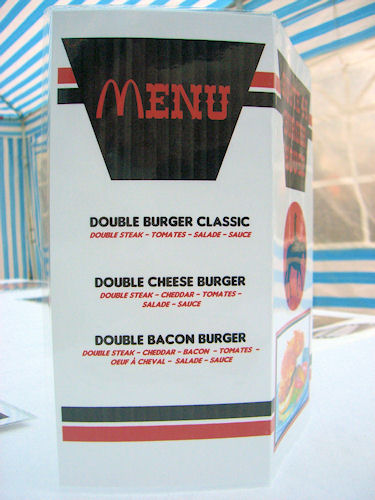 MENU
DOUBLE BURGER CLASSIC
DOUBLE STEAK - TOMATES - SALADE - SAUCE
DOUBLE CHEESE BURGER
DOUBLE STEAK - CHEDDAR - TOMATES -
SALADE - SAUCE
DOUBLE BACON BURGER
DOUBLE STEAK - CHEDDAR - BACON - TOMATES -
OEUF À CHEVAL - SALADE - SAUCE